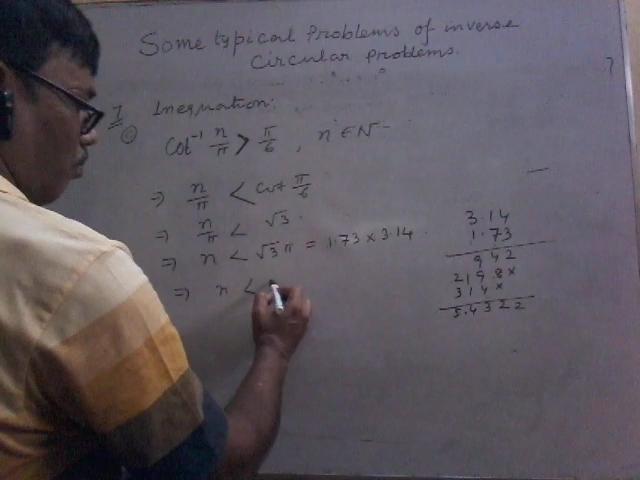 Some typical Problems of inverse
Circular Problems.
I Inequation:
Cot⁻¹ n/π > π/6 , n ∈ N
⇒ n/π < Cot π/6
⇒ n/π < √3 .
⇒ n < √3 π = 1.73 × 3.14 .
⇒ n <
3.14
1.73
942
2198×
314×
5.4322